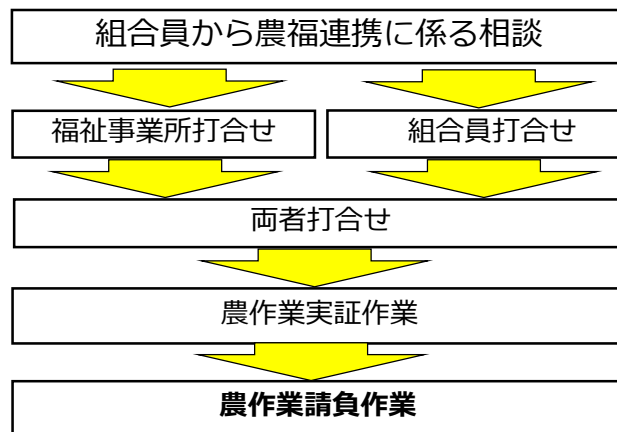 組合員から農福連携に係る相談
福祉事業所打合せ
組合員打合せ
両者打合せ
農作業実証作業
農作業請負作業